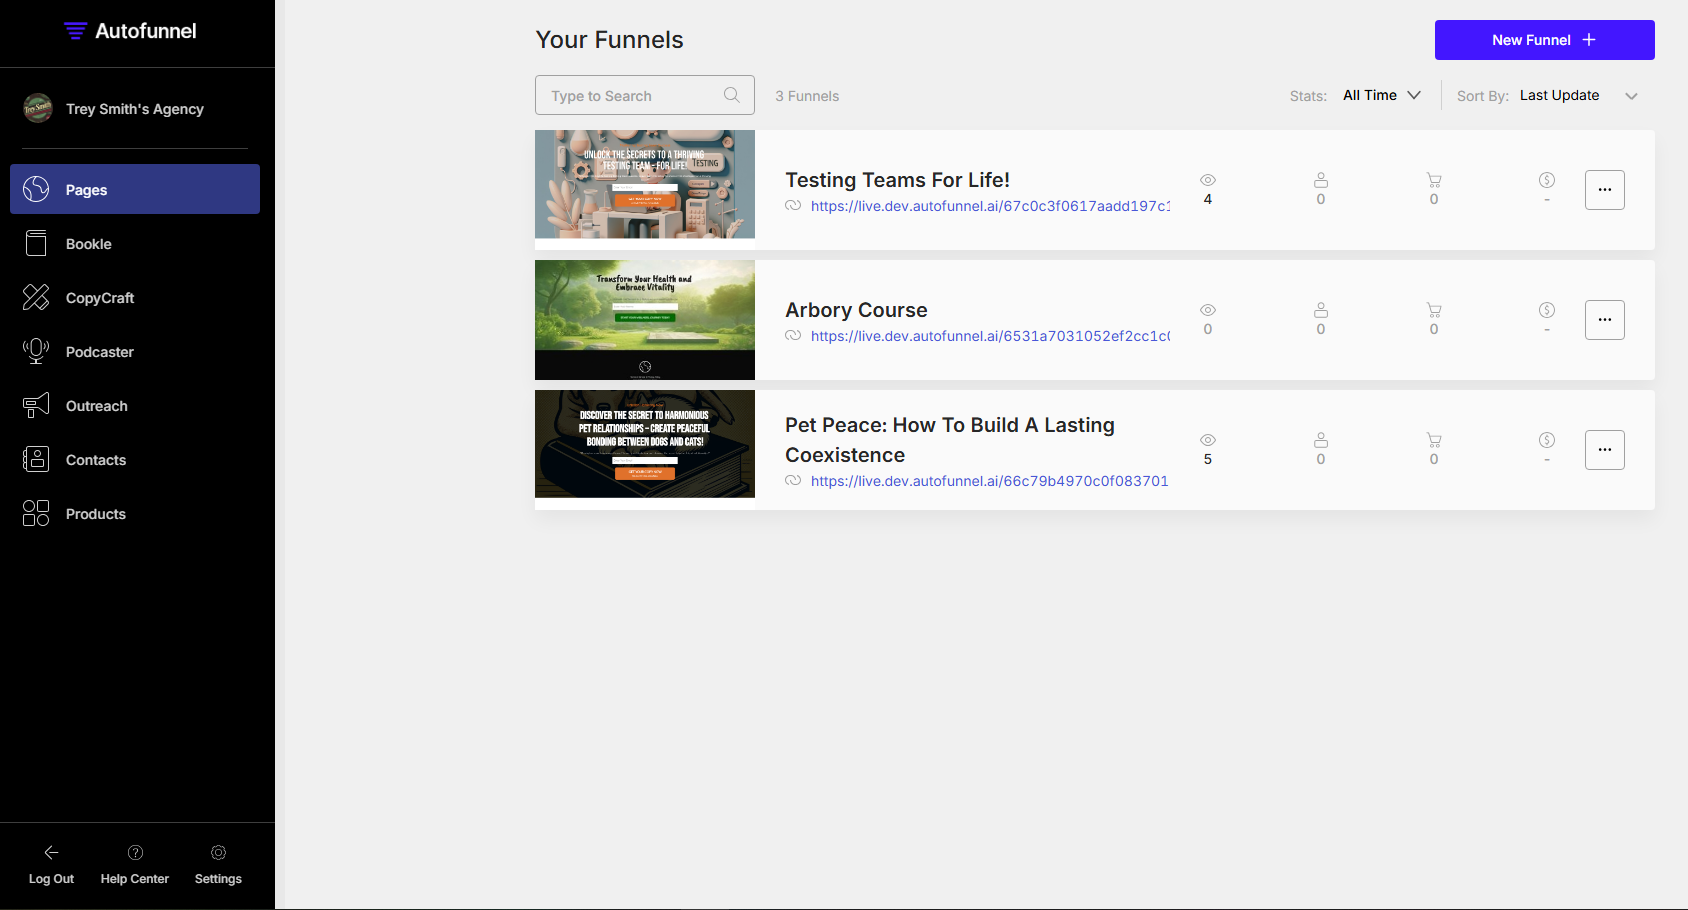 Autofunnel
Trey Smith's Agency
Pages
Bookle
CopyCraft
Podcaster
Outreach
Contacts
Products
Log Out
Help Center
Settings
Your Funnels
New Funnel
Type to Search
3 Funnels
Stats: All Time
Sort By: Last Update
UNLOCK THE SECRETS TO A THRIVING
TESTING TEAM – FOR LIFE!
TESTING
Testing Teams For Life!
https://live.dev.autofunnel.ai/67c0c3f0617aadd197c1
4
0
0
-
...
Transform Your Health and
Embrace Vitality
Arbory Course
https://live.dev.autofunnel.ai/6531a7031052ef2cc1c
0
0
0
-
...
DISCOVER THE SECRET TO HARMONIOUS
PET RELATIONSHIPS – CREATE PEACEFUL
BONDING BETWEEN DOGS AND CATS!
Pet Peace: How To Build A Lasting
Coexistence
https://live.dev.autofunnel.ai/66c79b4970c0f083701
5
0
0
-
...